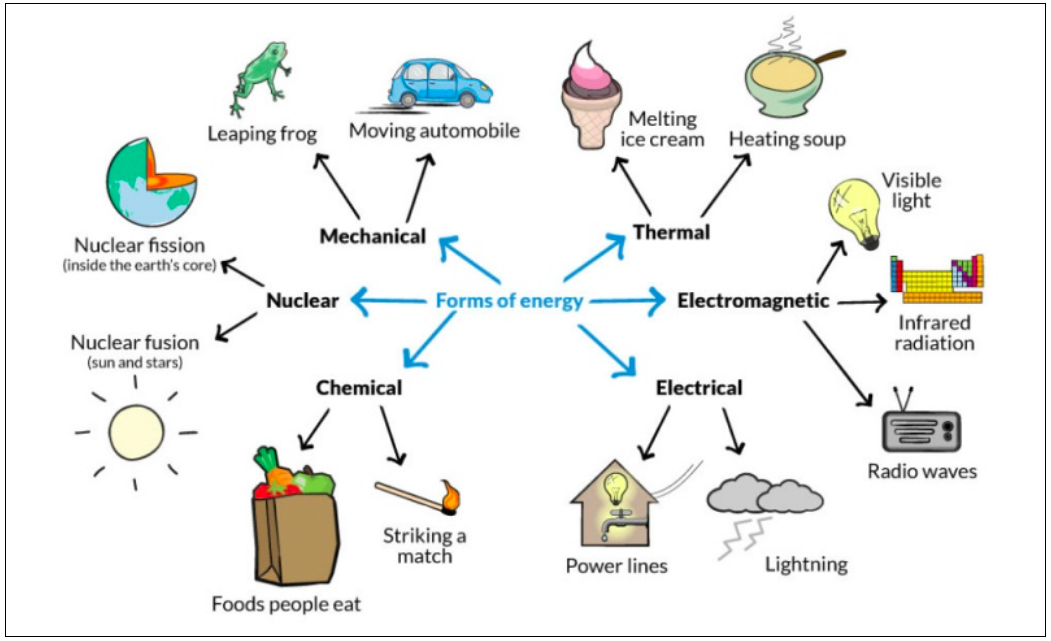 Leaping frog
Moving automobile
Melting
ice cream
Heating soup
Visible
light
Nuclear fission
(inside the earth's core)
Mechanical
Thermal
Nuclear
Forms of energy
Electromagnetic
Infrared
radiation
Nuclear fusion
(sun and stars)
Chemical
Electrical
Radio waves
Striking a
match
Power lines
Lightning
Foods people eat